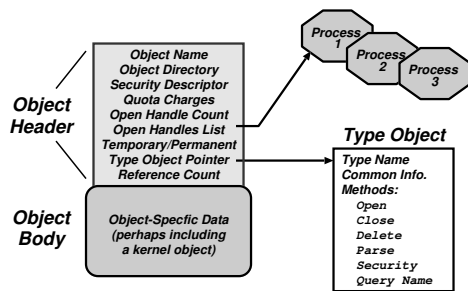 Object
Header
Object Name
Object Directory
Security Descriptor
Quota Charges
Open Handle Count
Open Handles List
Temporary/Permanent
Type Object Pointer
Reference Count
Object
Body
Object-Specfic Data
(perhaps including
a kernel object)
Process
1
Process
2
Process
3
Type Object
Type Name
Common Info.
Methods:
Open
Close
Delete
Parse
Security
Query Name